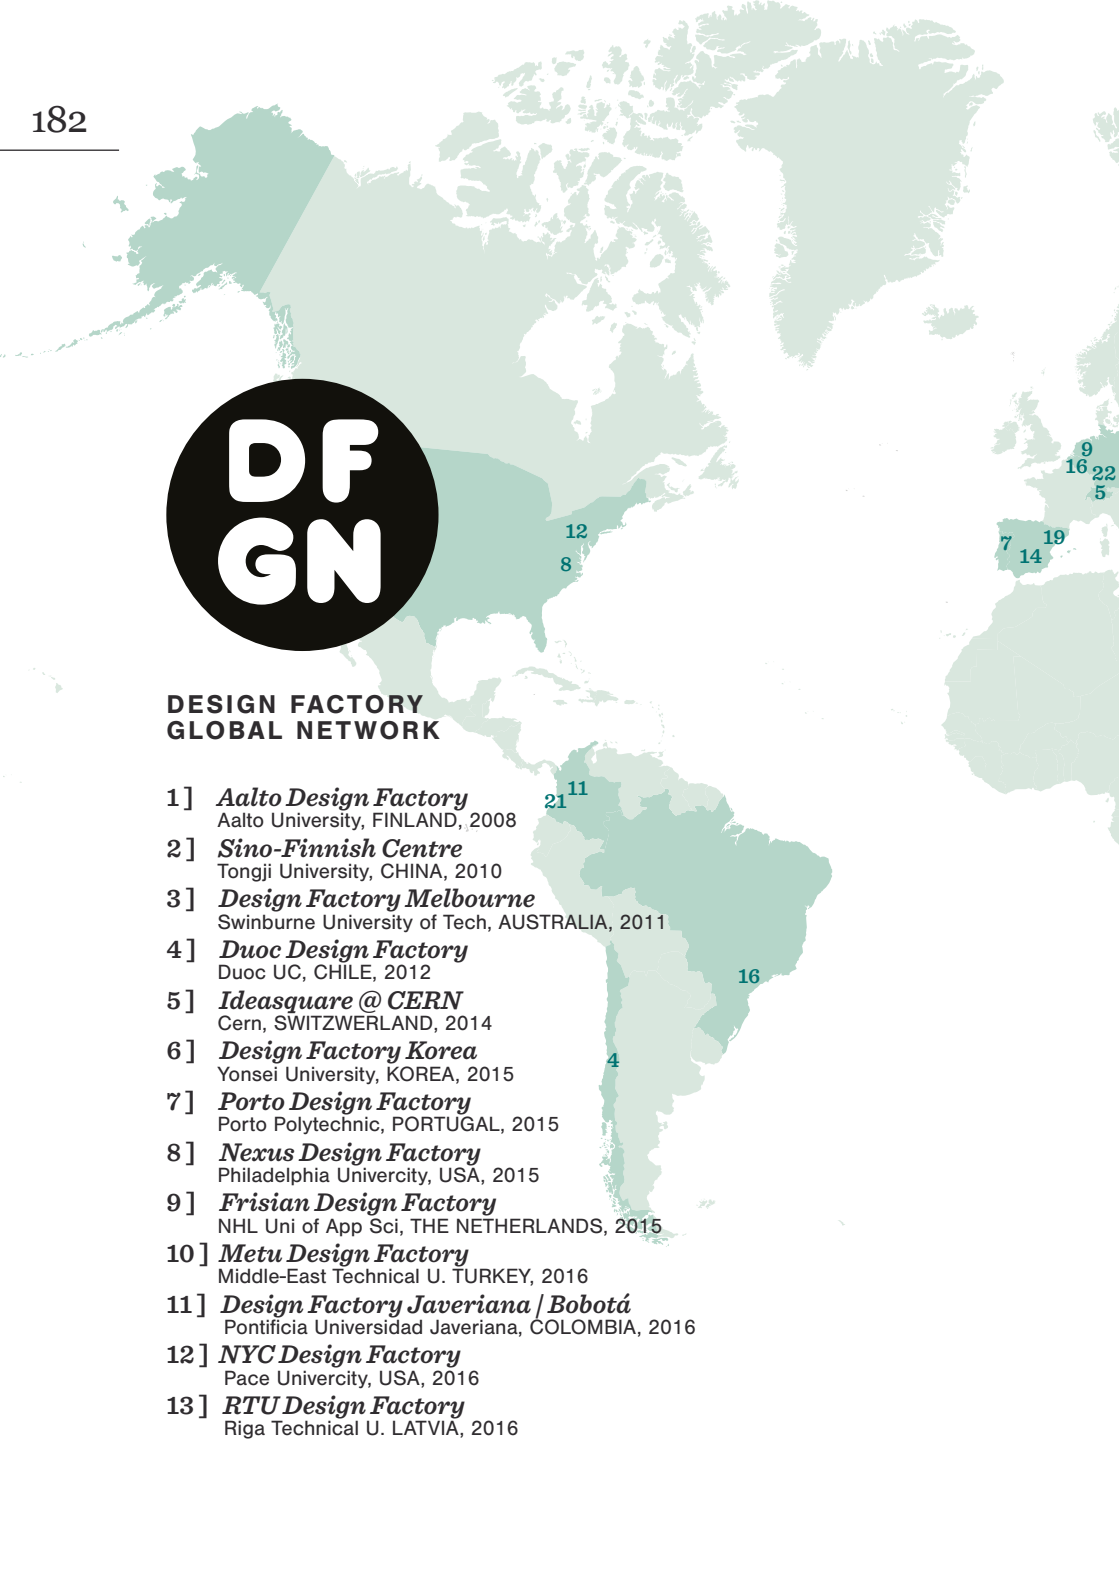 182
DF
GN
DESIGN FACTORY
GLOBAL NETWORK
1 ] Aalto Design Factory
Aalto University, FINLAND, 2008
2 ] Sino-Finnish Centre
Tongji University, CHINA, 2010
3 ] Design Factory Melbourne
Swinburne University of Tech, AUSTRALIA, 2011
4 ] Duoc Design Factory
Duoc UC, CHILE, 2012
5 ] Ideasquare @ CERN
Cern, SWITZWERLAND, 2014
6 ] Design Factory Korea
Yonsei University, KOREA, 2015
7 ] Porto Design Factory
Porto Polytechnic, PORTUGAL, 2015
8 ] Nexus Design Factory
Philadelphia Univercity, USA, 2015
9 ] Frisian Design Factory
NHL Uni of App Sci, THE NETHERLANDS, 2015
10 ] Metu Design Factory
Middle-East Technical U. TURKEY, 2016
11 ] Design Factory Javeriana / Bobotá
Pontificia Universidad Javeriana, COLOMBIA, 2016
12 ] NYC Design Factory
Pace Univercity, USA, 2016
13 ] RTU Design Factory
Riga Technical U. LATVIA, 2016
12
8
11
21
16
4
9
16
22
5
7
19
14